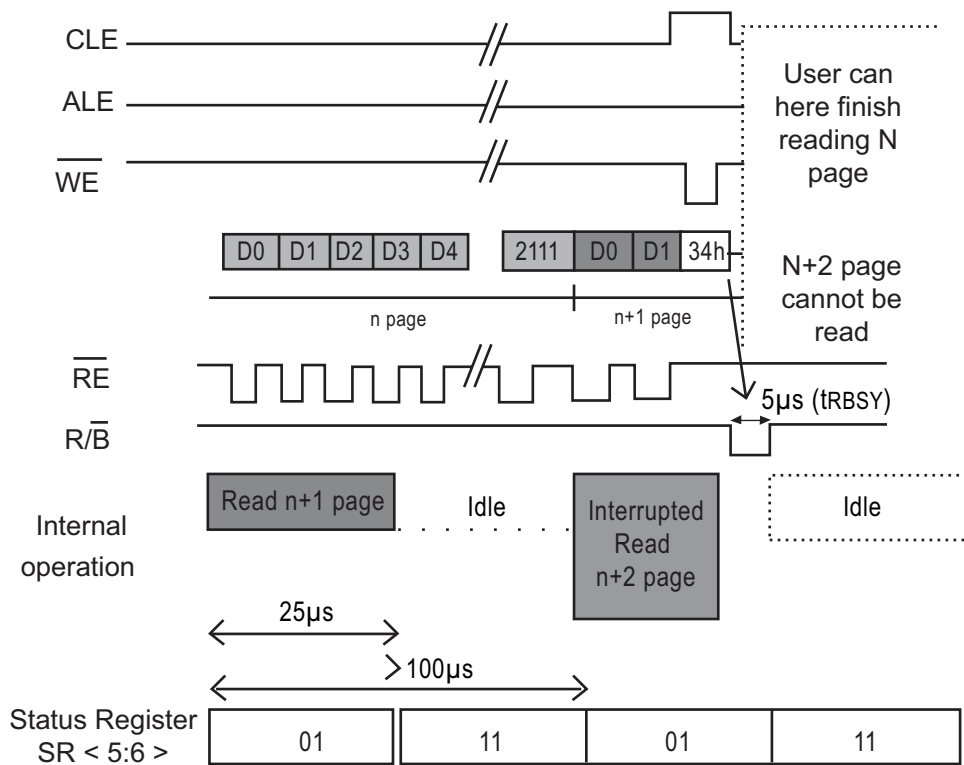 CLE
User can
here finish
reading N
page
ALE
WE
D0 D1 D2 D3 D4 2111 D0 D1 34h
N+2 page
cannot be
read
n page n+1 page
RE
5µs (tRBSY)
R/B
Internal
operation
Read n+1 page
Idle
Interrupted
Read
n+2 page
Idle
25µs
100µs
Status Register
SR < 5:6 >
01 11 01 11